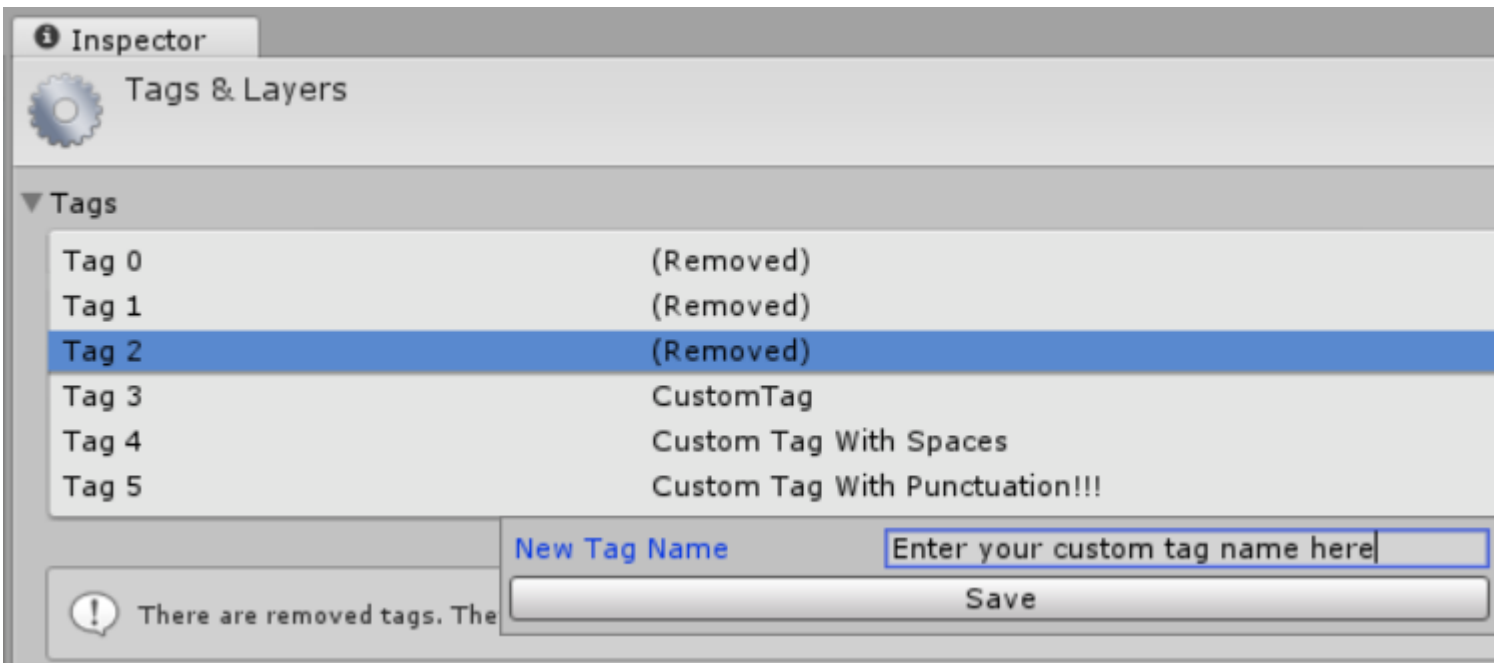 Inspector
Tags & Layers
Tags
Tag 0 (Removed)
Tag 1 (Removed)
Tag 2 (Removed)
Tag 3 CustomTag
Tag 4 Custom Tag With Spaces
Tag 5 Custom Tag With Punctuation!!!
New Tag Name Enter your custom tag name here
Save
There are removed tags. The